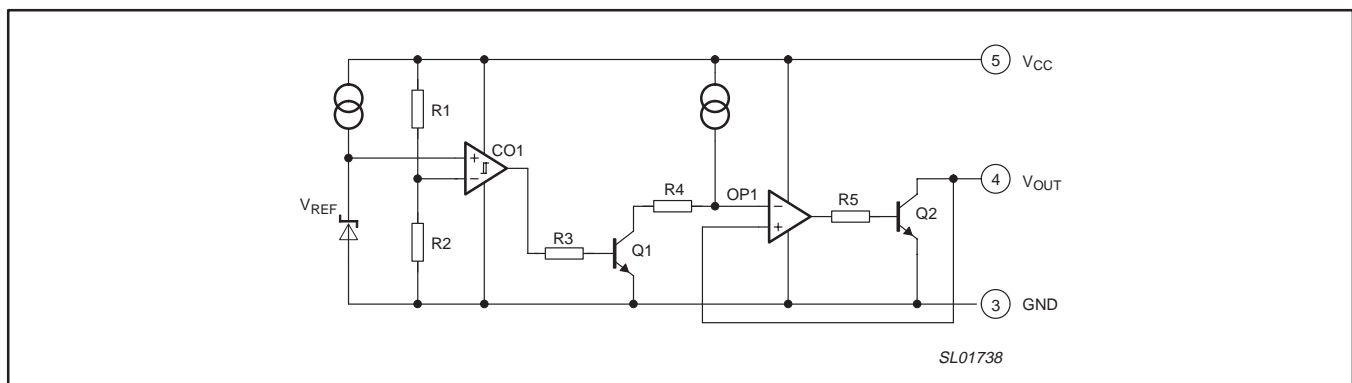 5 VCC
R1
CO1
+
−
VREF
R2
R3
Q1
R4
OP1
−
+
R5
Q2
4 VOUT
3 GND
SL01738